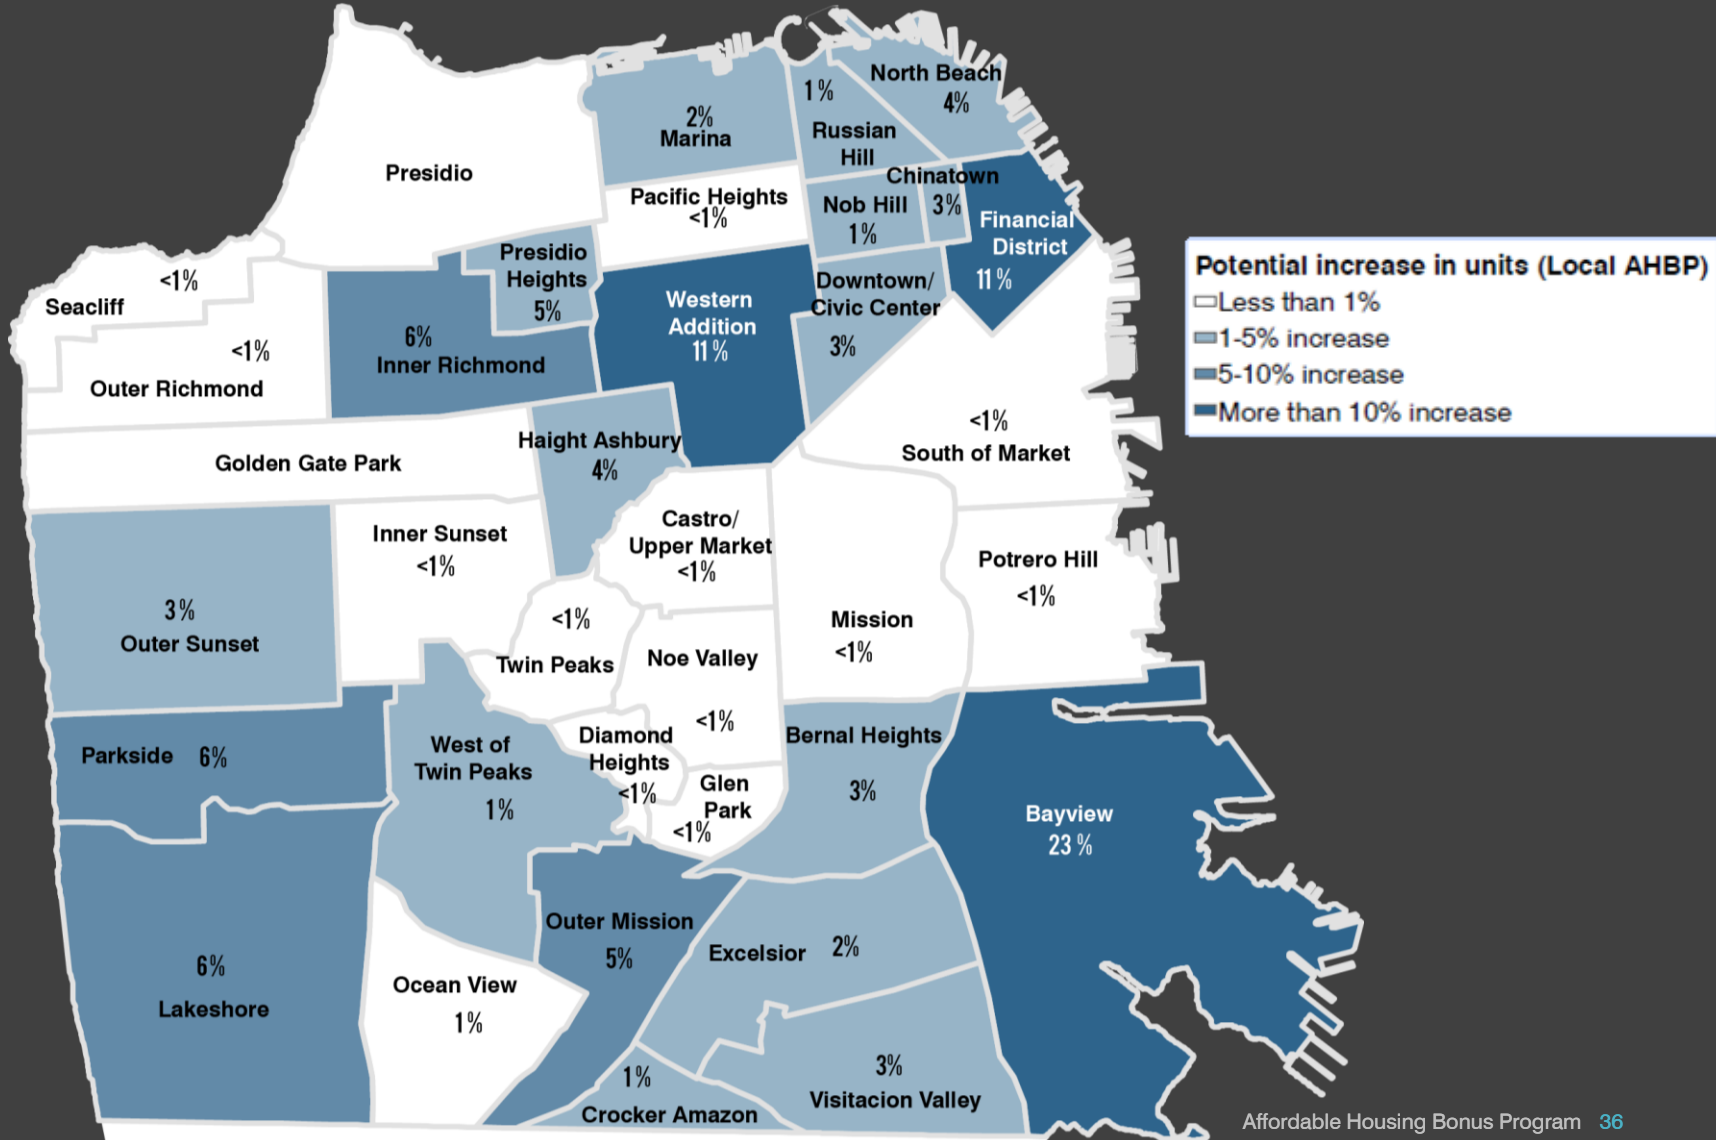 North Beach
4%
1%
2%
Marina
Russian
Hill
Presidio
Chinatown
Pacific Heights
<1%
Nob Hill
1%
3%
Financial
District
11%
Presidio
Heights
5%
<1%
Seacliff
Western
Addition
11%
Downtown/
Civic Center
3%
6%
Inner Richmond
<1%
Outer Richmond
Potential increase in units (Local AHBP)
Less than 1%
1-5% increase
5-10% increase
More than 10% increase
<1%
South of Market
Haight Ashbury
4%
Golden Gate Park
Inner Sunset
<1%
Castro/
Upper Market
<1%
Potrero Hill
<1%
3%
Outer Sunset
<1%
Twin Peaks
Mission
<1%
Noe Valley
<1%
Parkside 6%
West of
Twin Peaks
1%
Diamond
Heights
<1%
Glen
Park
<1%
Bernal Heights
3%
Bayview
23%
Outer Mission
5%
Excelsior 2%
6%
Lakeshore
Ocean View
1%
1%
Crocker Amazon
3%
Visitacion Valley
Affordable Housing Bonus Program 36